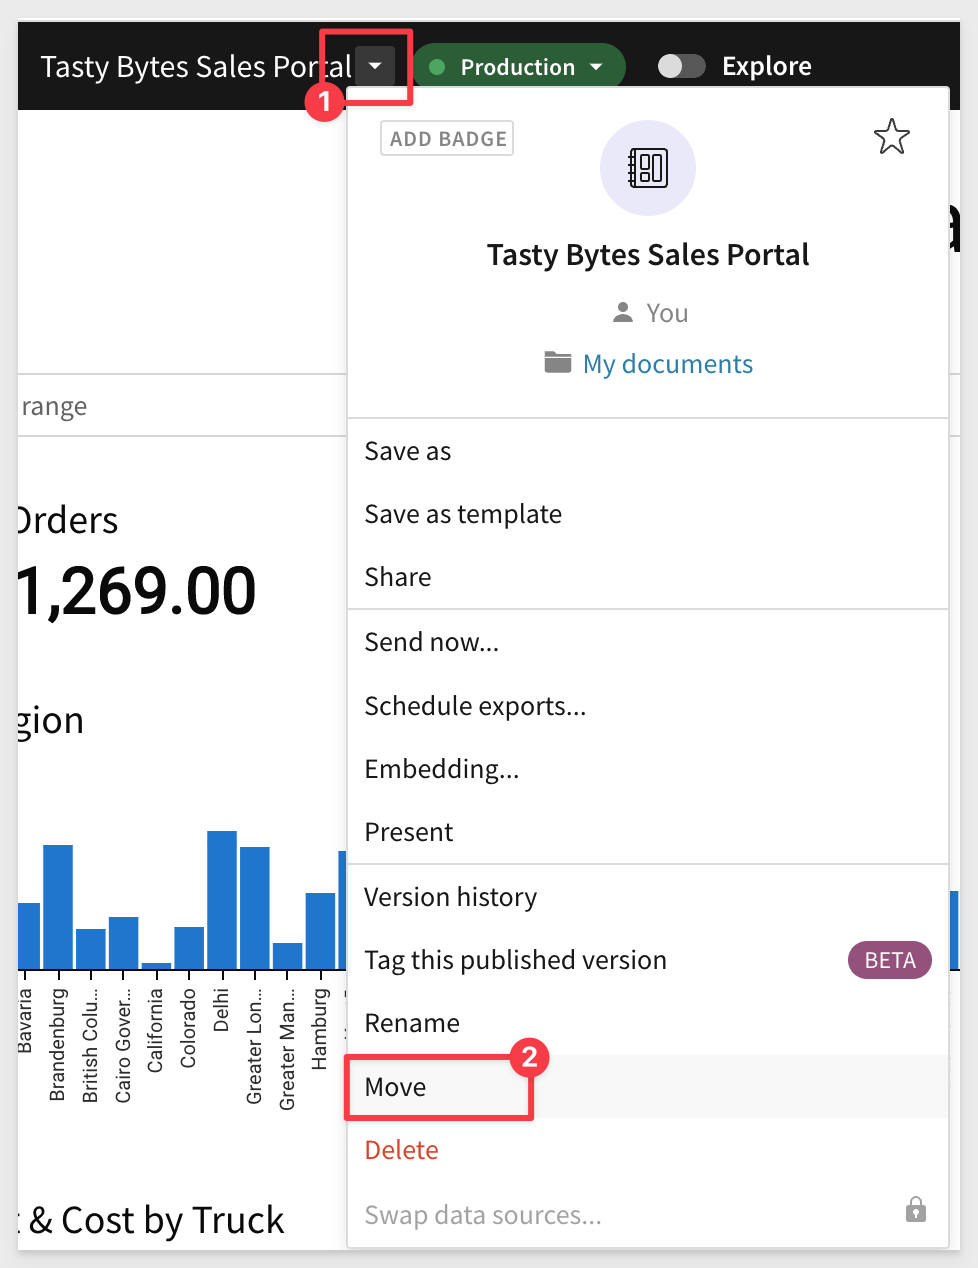 Tasty Bytes Sales Portal
Production
Explore
1
ADD BADGE
Tasty Bytes Sales Portal
You
My documents
range
Save as
Save as template
Share
Orders
1,269.00
Send now...
Schedule exports...
Embedding...
Present
gion
Version history
Tag this published version
BETA
Rename
2
Move
Delete
Swap data sources...
Bavaria
Brandenburg
British Colu...
Cairo Gover...
California
Colorado
Delhi
Greater Lon...
Greater Man...
Hamburg
& Cost by Truck